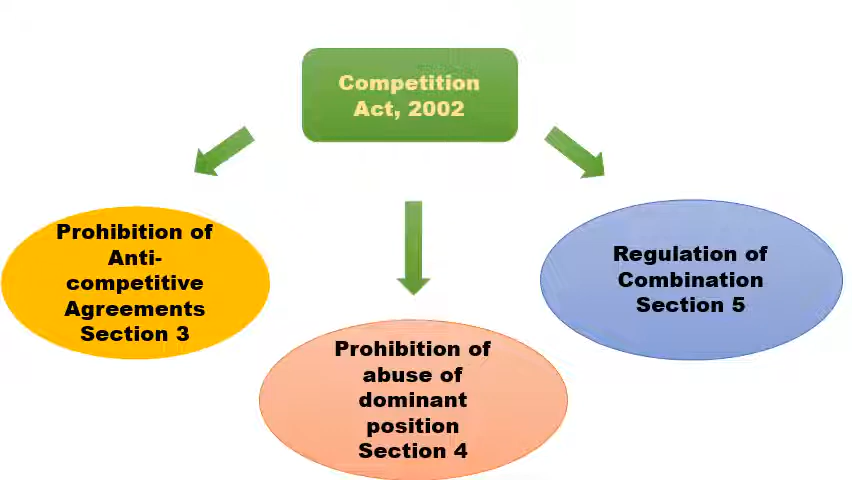 Competition
Act, 2002
Prohibition of
Anti-
competitive
Agreements
Section 3
Prohibition of
abuse of
dominant
position
Section 4
Regulation of
Combination
Section 5